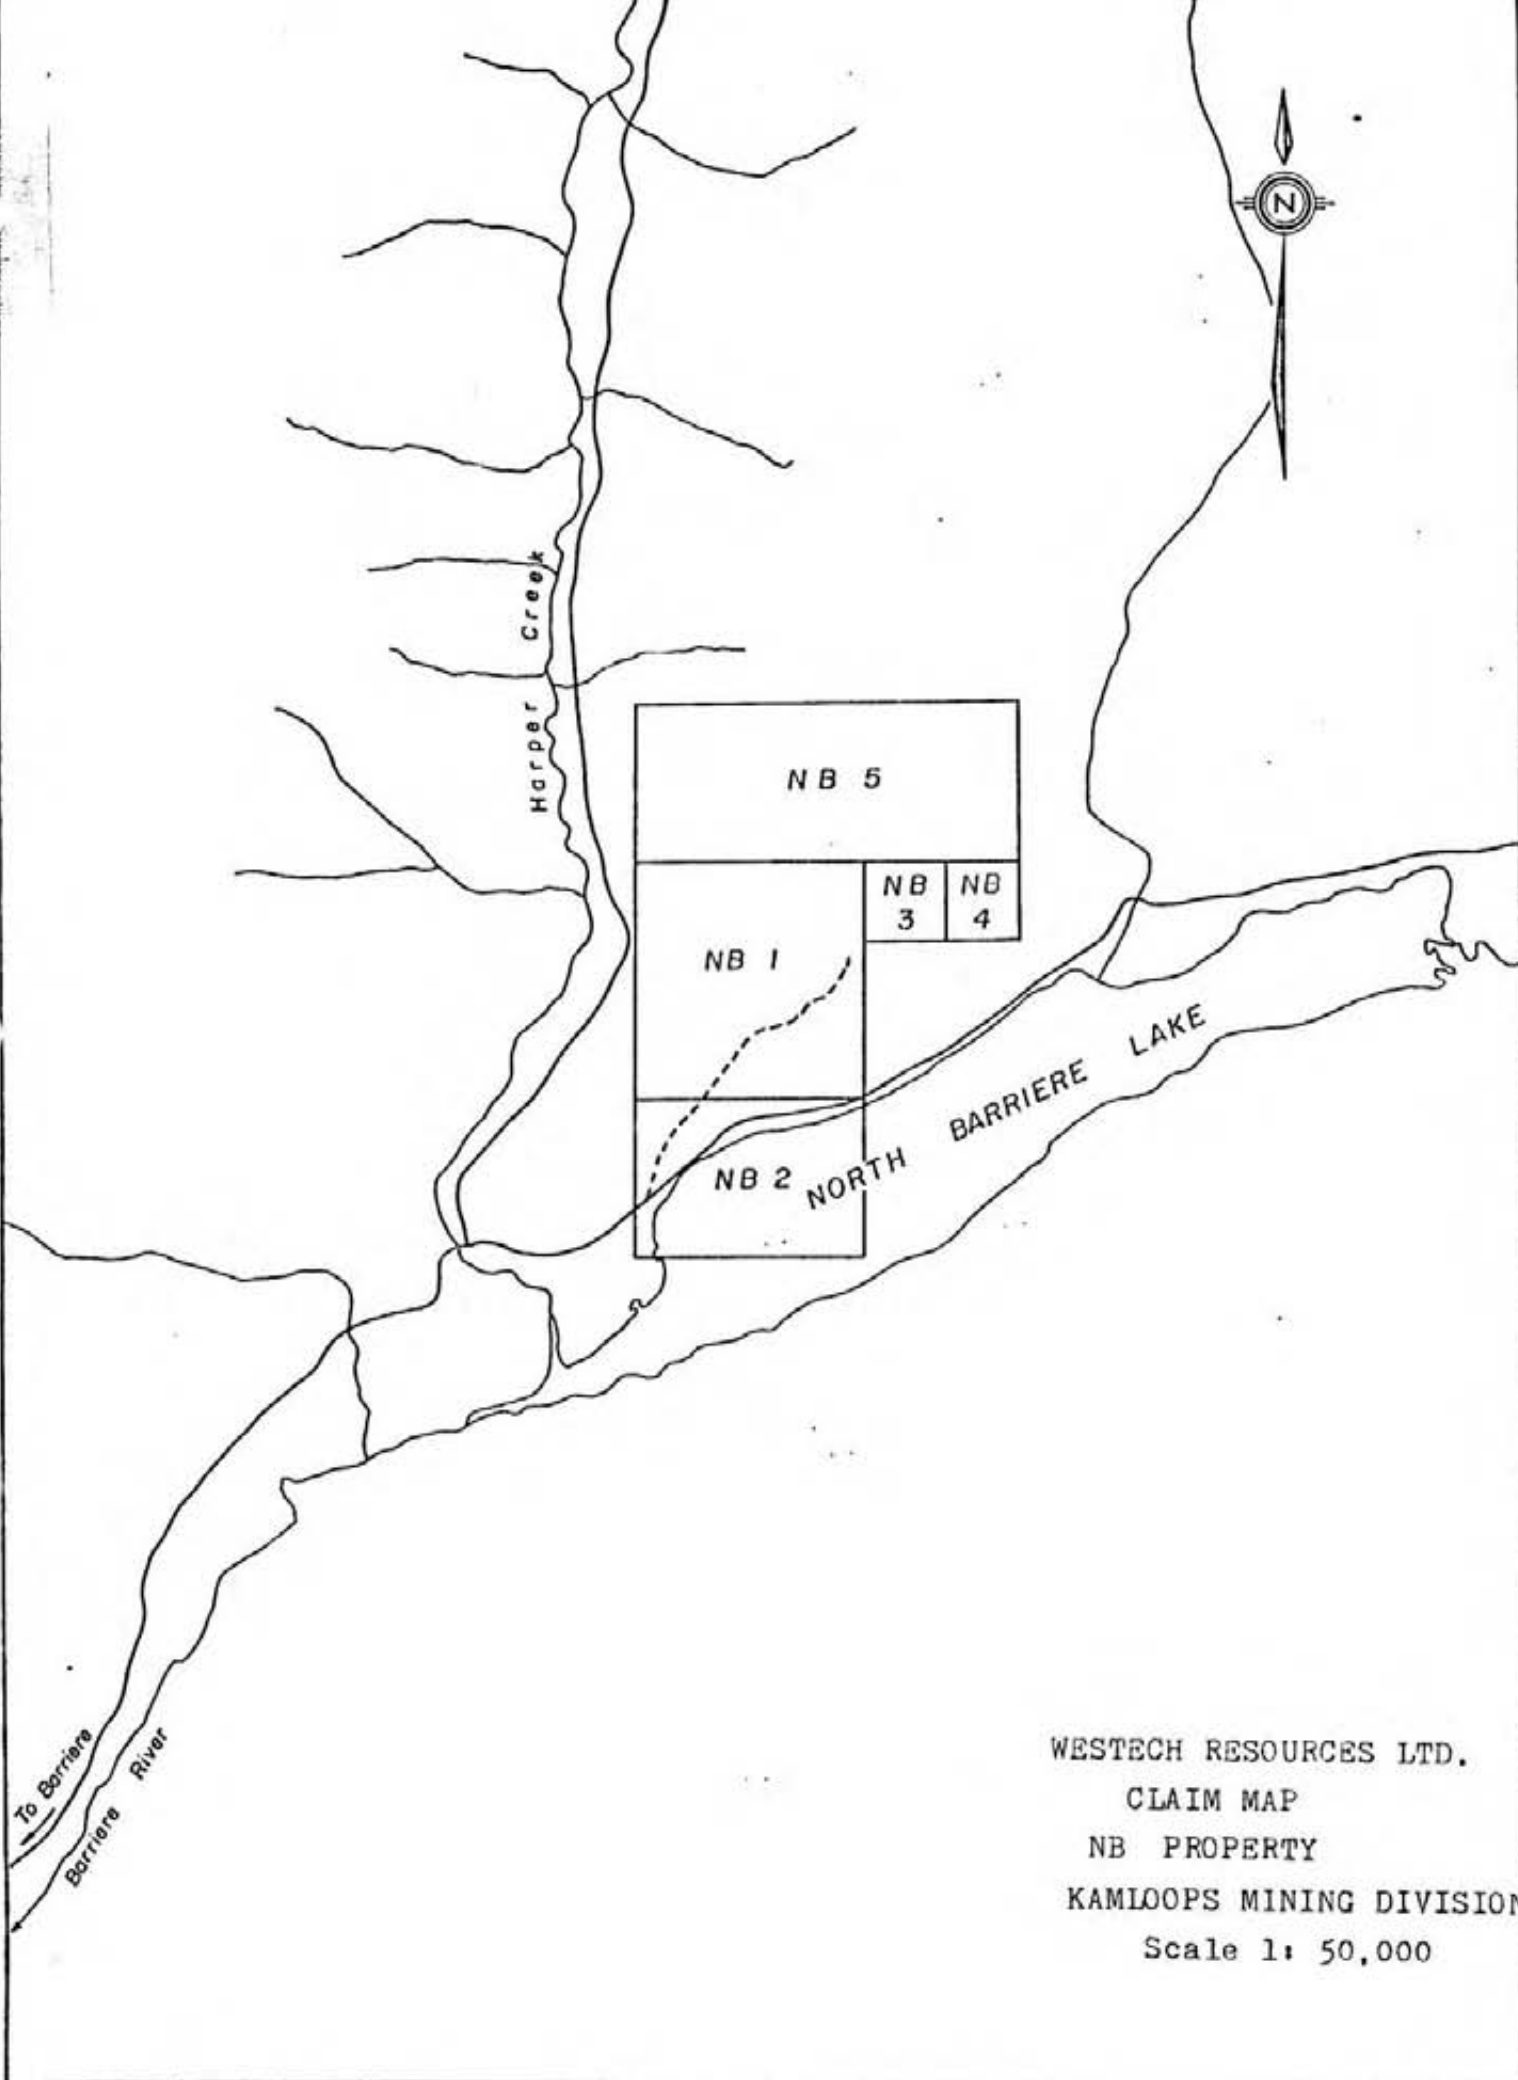 N
Harper Creek
NB 5
NB 3
NB 4
NB 1
NB 2
NORTH BARRIERE LAKE
To Barriere
Barriere River
WESTECH RESOURCES LTD.
CLAIM MAP
NB PROPERTY
KAMLOOPS MINING DIVISION
Scale 1: 50,000